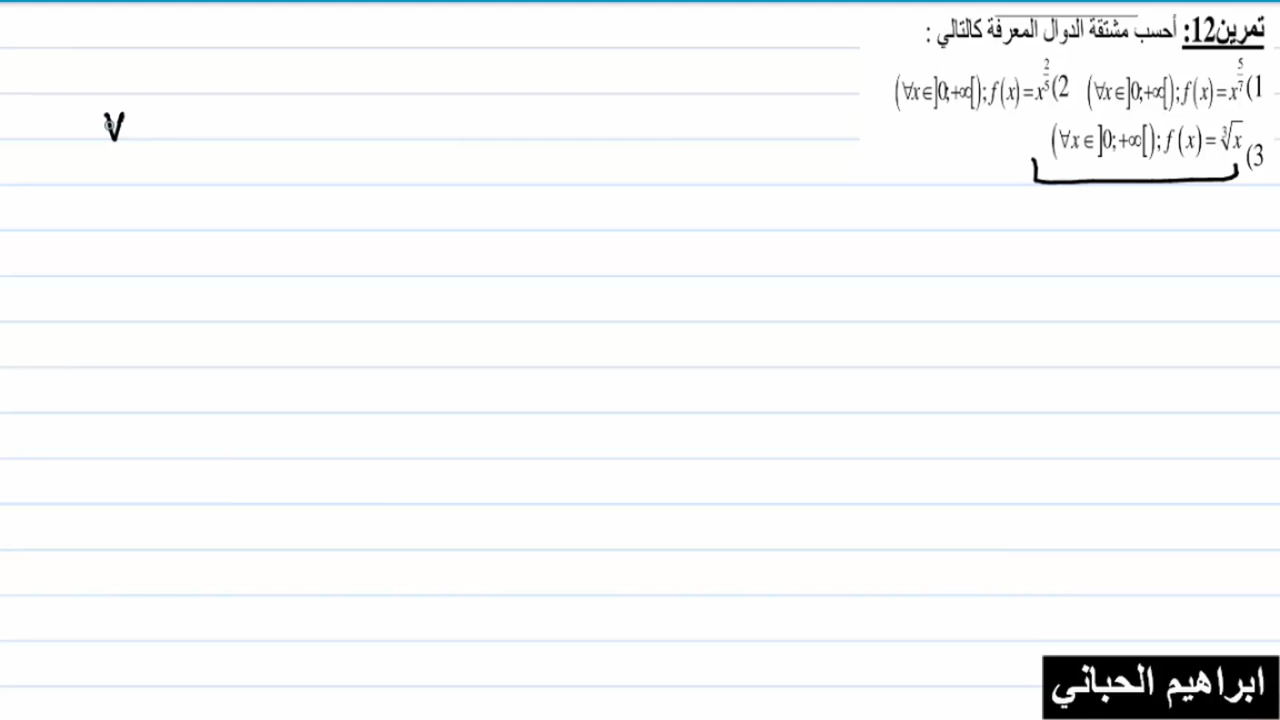 تمرين12: أحسب مشتقة الدوال المعرفة كالتالي :
1) (∀x∈]0;+∞[);f(x)=x^{5/7} 2) (∀x∈]0;+∞[);f(x)=x^{2/5}
3) (∀x∈]0;+∞[);f(x)=∛x
∀
ابراهيم الحباني